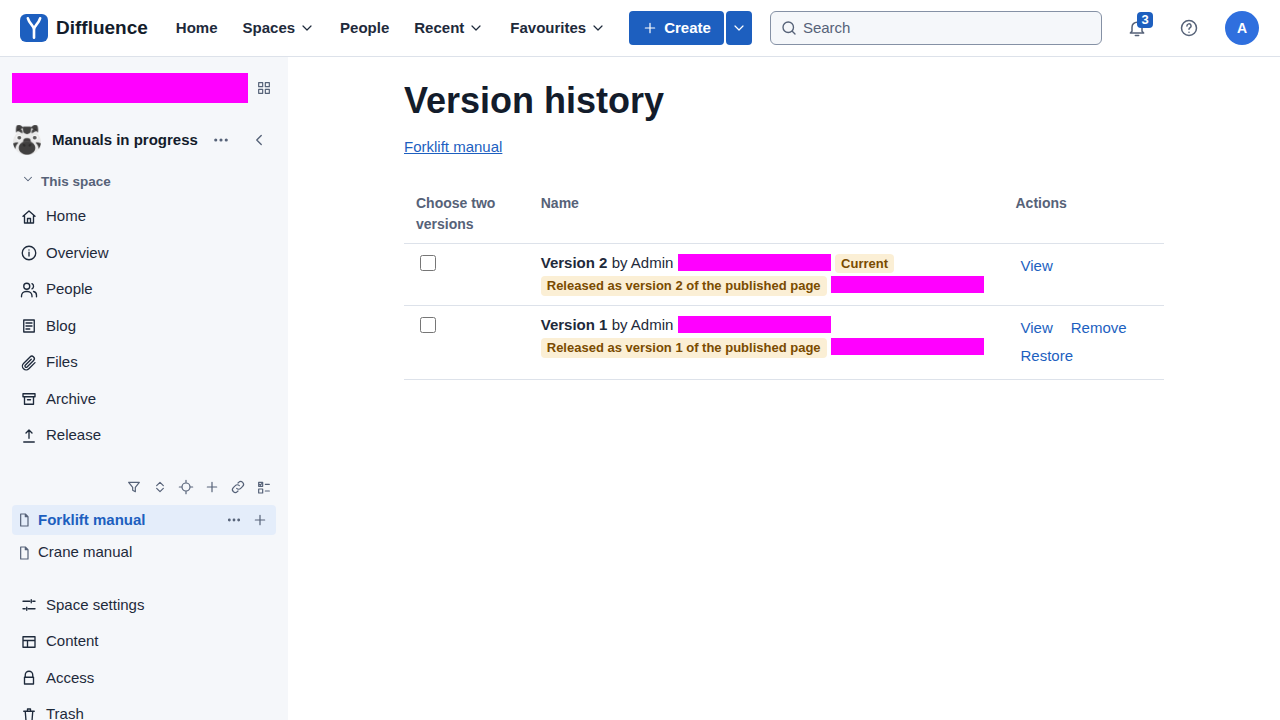 Diffluence Home Spaces People Recent Favourites Create Search 3 A
Manuals in progress
This space
Home
Overview
People
Blog
Files
Archive
Release
Forklift manual
Crane manual
Space settings
Content
Access
Trash
Version history
Forklift manual
Choose two versions Name Actions
Version 2 by Admin Current View
Released as version 2 of the published page
Version 1 by Admin View Remove
Released as version 1 of the published page Restore